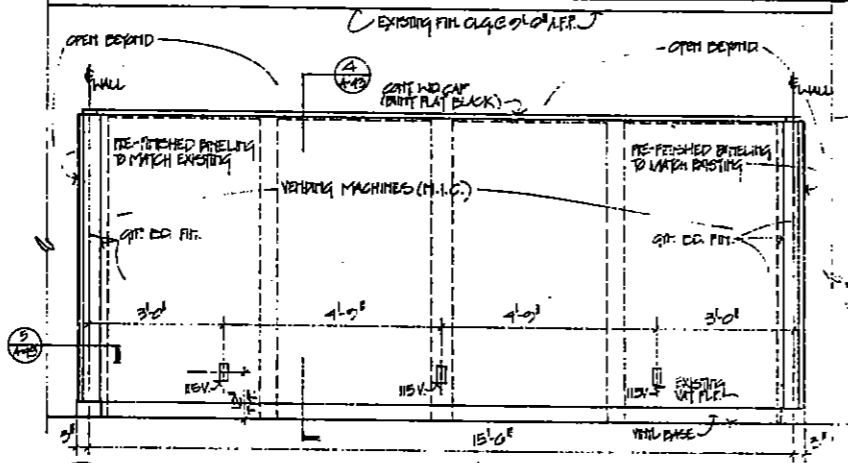 EXISTING FIN. CLG @ 9'-0" A.F.F.
OPEN BEYOND
OPEN BEYOND
4
A-43
WALL
WALL
CONT. WD CAP
(PAINT FLAT BLACK)
PRE-FINISHED PANELING
TO MATCH EXISTING
PRE-FINISHED PANELING
TO MATCH EXISTING
VENDING MACHINES (N.I.C.)
GYP. BD. FIN.
GYP. BD. FIN.
3'-0"
4'-9"
4'-9"
3'-0"
5
115V.
115V.
115V.
EXISTING
VAT FLR.
3"
15'-6"
VINYL BASE